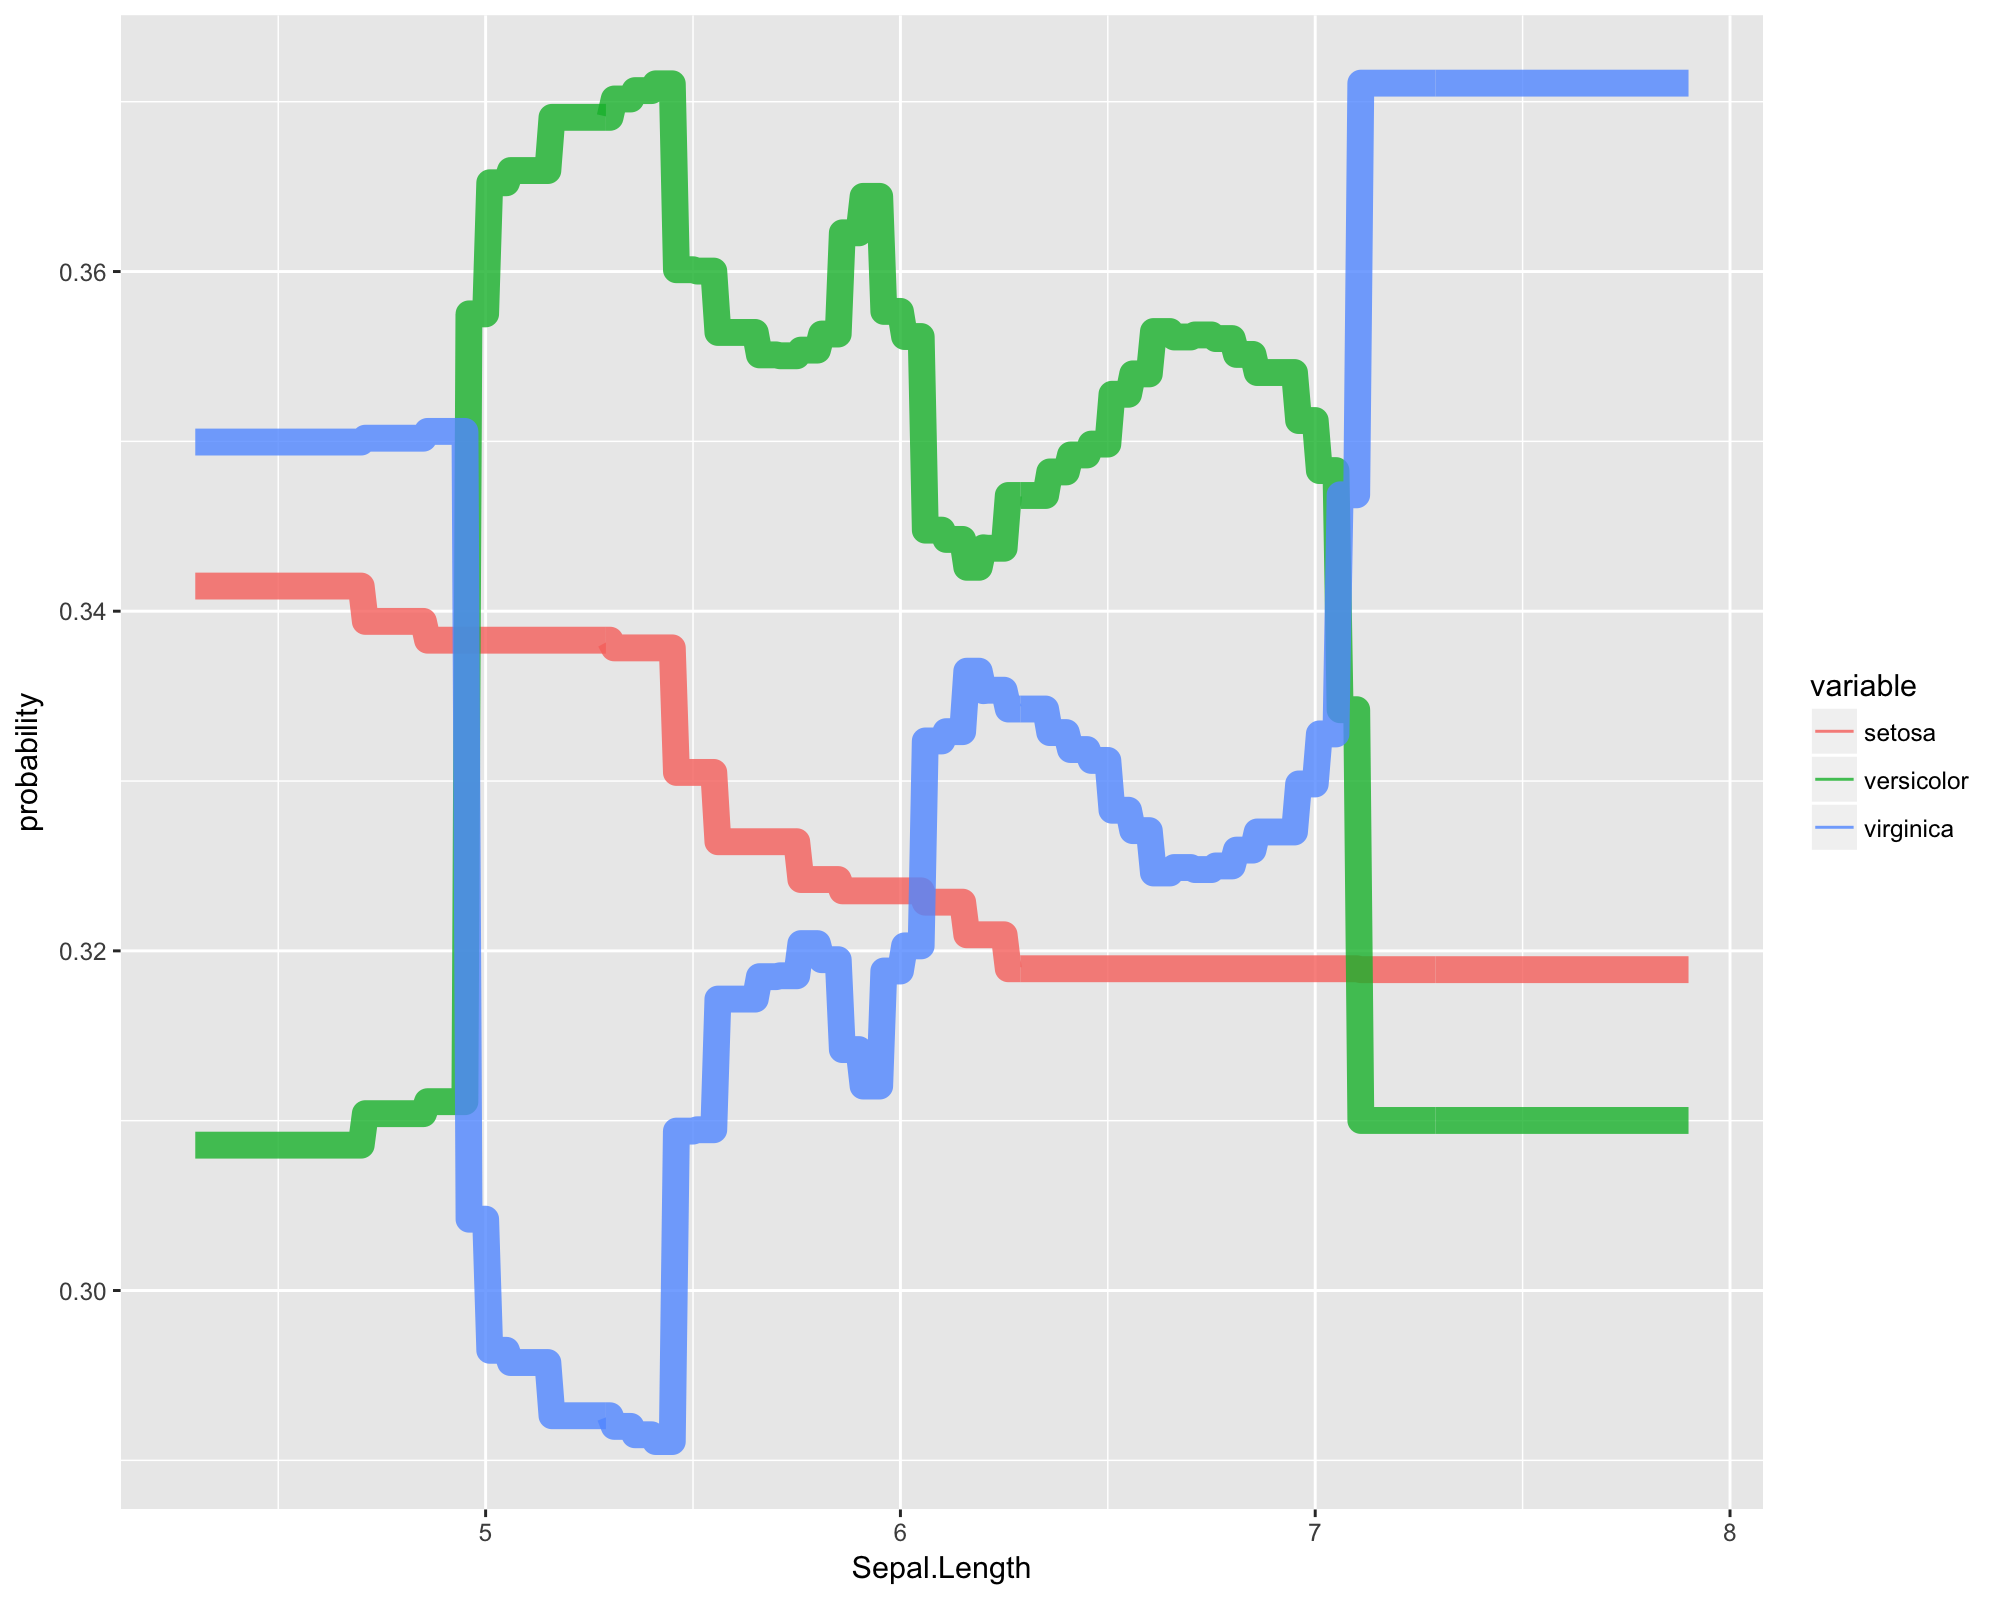 probability
0.36
0.34
0.32
0.30
5 6 7 8
Sepal.Length
variable
setosa
versicolor
virginica